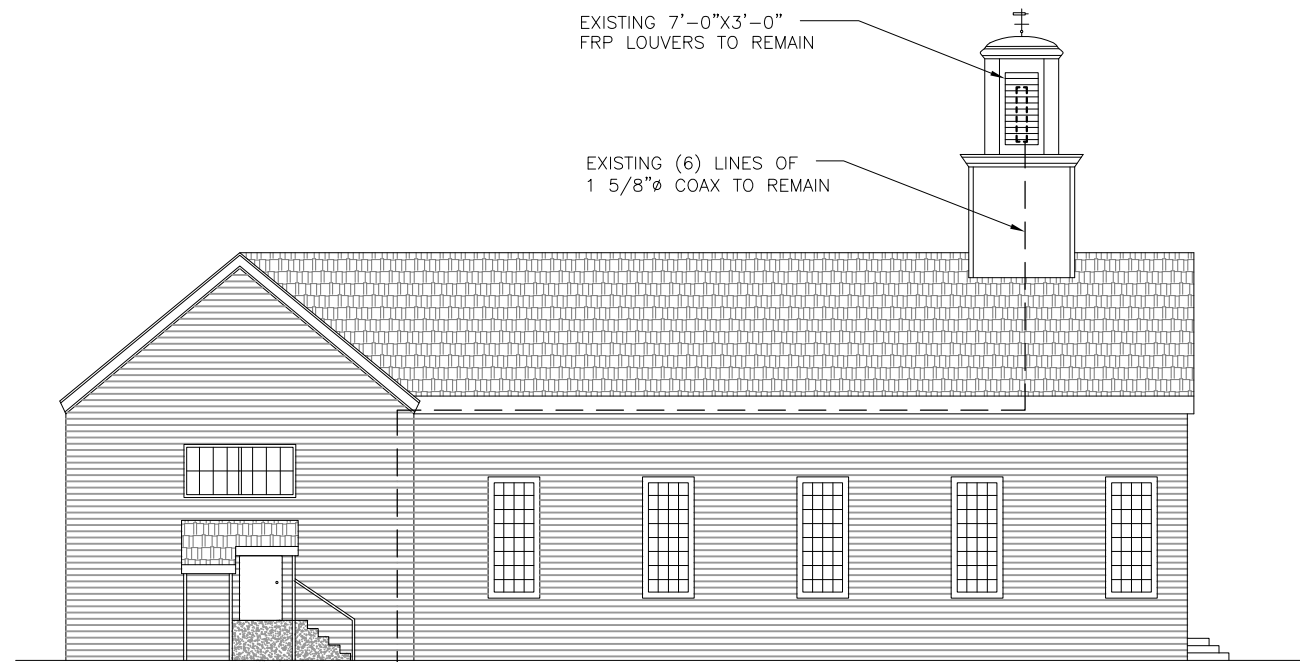 EXISTING 7'-0"X3'-0"
FRP LOUVERS TO REMAIN
EXISTING (6) LINES OF
1 5/8"ø COAX TO REMAIN